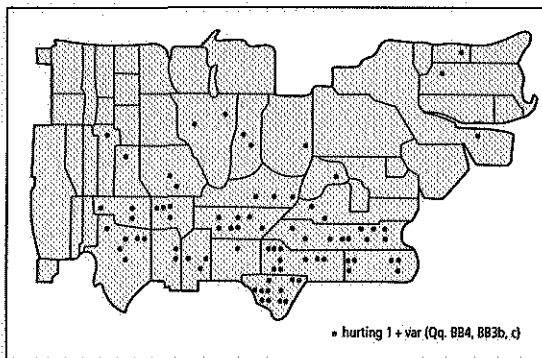 • hurting 1 + var (Qq. BB4, BB3b, c)